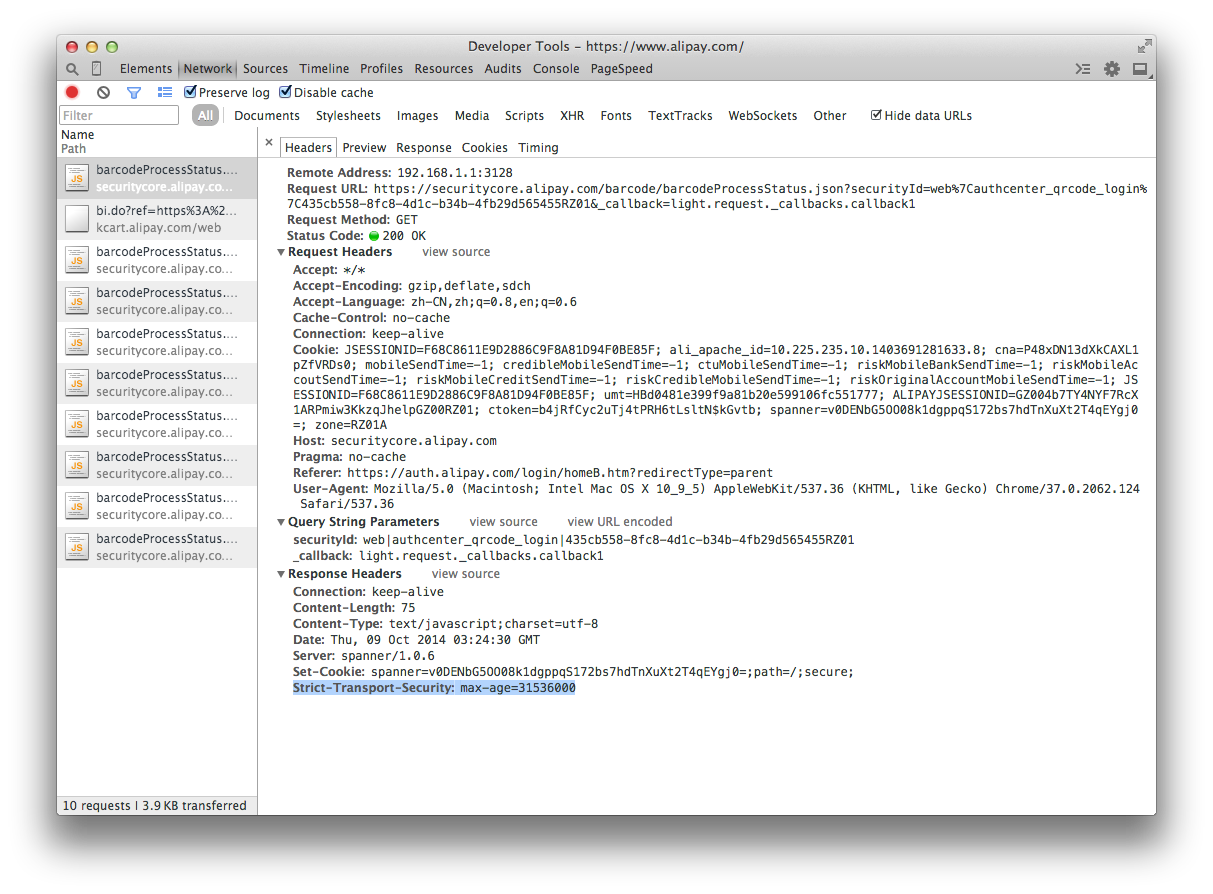 Developer Tools - https://www.alipay.com/
Elements Network Sources Timeline Profiles Resources Audits Console PageSpeed
Preserve log Disable cache
Filter All Documents Stylesheets Images Media Scripts XHR Fonts TextTracks WebSockets Other Hide data URLs
Name
Path
× Headers Preview Response Cookies Timing
barcodeProcessStatus....
securitycore.alipay.co...
bi.do?ref=https%3A%2...
kcart.alipay.com/web
barcodeProcessStatus....
securitycore.alipay.co...
barcodeProcessStatus....
securitycore.alipay.co...
barcodeProcessStatus....
securitycore.alipay.co...
barcodeProcessStatus....
securitycore.alipay.co...
barcodeProcessStatus....
securitycore.alipay.co...
barcodeProcessStatus....
securitycore.alipay.co...
barcodeProcessStatus....
securitycore.alipay.co...
barcodeProcessStatus....
securitycore.alipay.co...
10 requests | 3.9 KB transferred
Remote Address: 192.168.1.1:3128
Request URL: https://securitycore.alipay.com/barcode/barcodeProcessStatus.json?securityId=web%7Cauthcenter_qrcode_login%
7C435cb558-8fc8-4d1c-b34b-4fb29d565455RZ01&_callback=light.request._callbacks.callback1
Request Method: GET
Status Code: 200 OK
Request Headers view source
Accept: */*
Accept-Encoding: gzip,deflate,sdch
Accept-Language: zh-CN,zh;q=0.8,en;q=0.6
Cache-Control: no-cache
Connection: keep-alive
Cookie: JSESSIONID=F68C8611E9D2886C9F8A81D94F0BE85F; ali_apache_id=10.225.235.10.1403691281633.8; cna=P48xDN13dXkCAXL1
pZfVRDs0; mobileSendTime=-1; credibleMobileSendTime=-1; ctuMobileSendTime=-1; riskMobileBankSendTime=-1; riskMobileAc
coutSendTime=-1; riskMobileCreditSendTime=-1; riskCredibleMobileSendTime=-1; riskOriginalAccountMobileSendTime=-1; JS
ESSIONID=F68C8611E9D2886C9F8A81D94F0BE85F; umt=HBd0481e399f9a81b20e599106fc551777; ALIPAYJSESSIONID=GZ004b7TY4NYF7RcX
1ARPmiw3KkzqJhelpGZ00RZ01; ctoken=b4jRfCyc2uTj4tPRH6tLsltN$kGvtb; spanner=v0DENbG5OO08k1dgppqS172bs7hdTnXuXt2T4qEYgj0
=; zone=RZ01A
Host: securitycore.alipay.com
Pragma: no-cache
Referer: https://auth.alipay.com/login/homeB.htm?redirectType=parent
User-Agent: Mozilla/5.0 (Macintosh; Intel Mac OS X 10_9_5) AppleWebKit/537.36 (KHTML, like Gecko) Chrome/37.0.2062.124
Safari/537.36
Query String Parameters view source view URL encoded
securityId: web|authcenter_qrcode_login|435cb558-8fc8-4d1c-b34b-4fb29d565455RZ01
_callback: light.request._callbacks.callback1
Response Headers view source
Connection: keep-alive
Content-Length: 75
Content-Type: text/javascript;charset=utf-8
Date: Thu, 09 Oct 2014 03:24:30 GMT
Server: spanner/1.0.6
Set-Cookie: spanner=v0DENbG5OO08k1dgppqS172bs7hdTnXuXt2T4qEYgj0=;path=/;secure;
Strict-Transport-Security: max-age=31536000